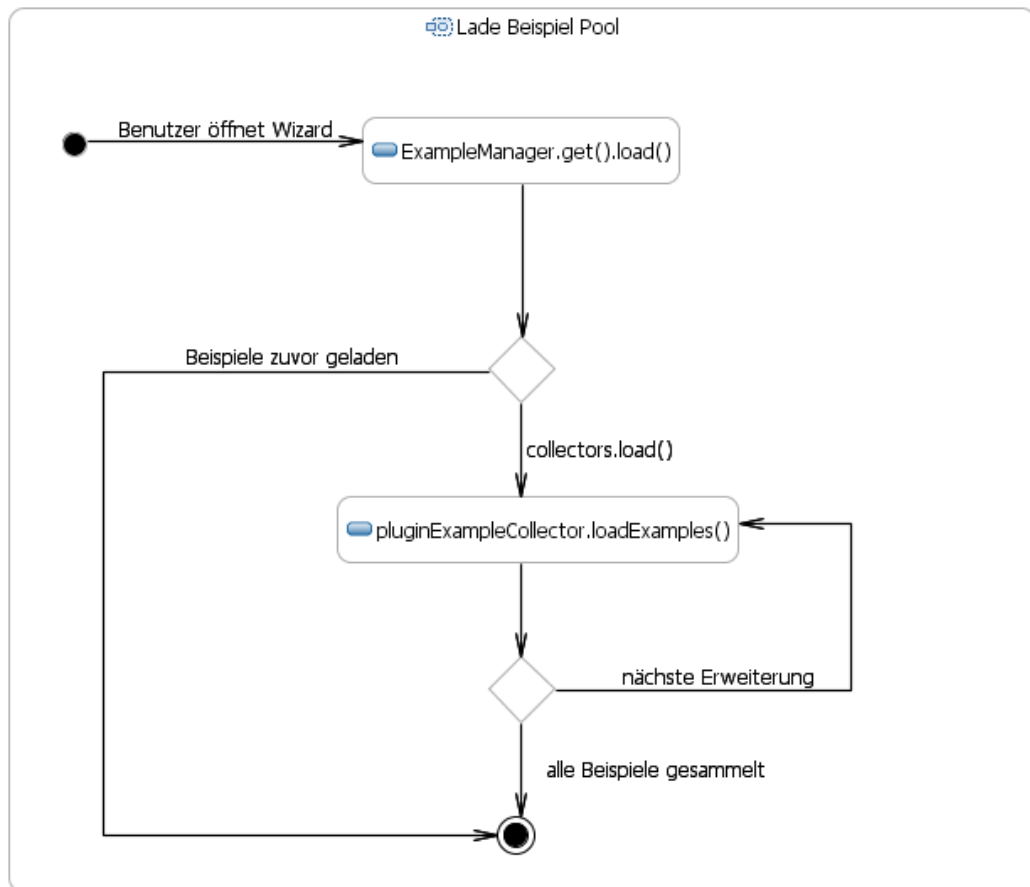 Lade Beispiel Pool
Benutzer öffnet Wizard
ExampleManager.get().load()
Beispiele zuvor geladen
collectors.load()
pluginExampleCollector.loadExamples()
nächste Erweiterung
alle Beispiele gesammelt